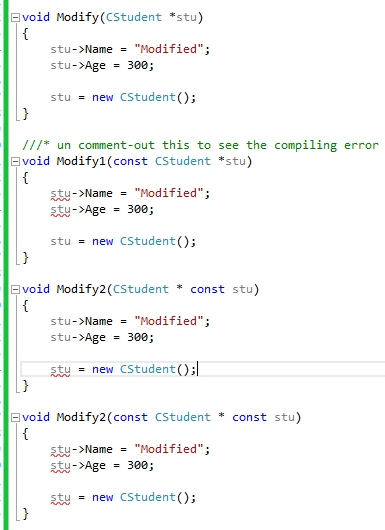 void Modify(CStudent *stu)
{
stu->Name = "Modified";
stu->Age = 300;
stu = new CStudent();
}
///* un comment-out this to see the compiling error
void Modify1(const CStudent *stu)
{
stu->Name = "Modified";
stu->Age = 300;
stu = new CStudent();
}
void Modify2(CStudent * const stu)
{
stu->Name = "Modified";
stu->Age = 300;
stu = new CStudent();
}
void Modify2(const CStudent * const stu)
{
stu->Name = "Modified";
stu->Age = 300;
stu = new CStudent();
}